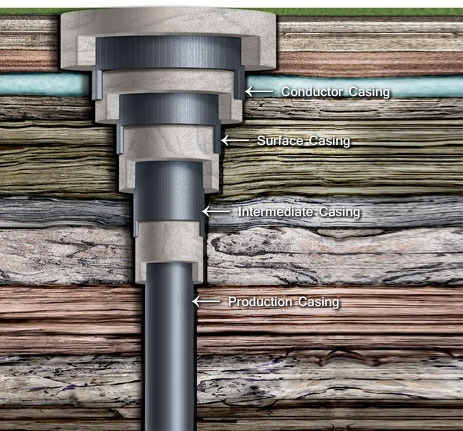 Conductor Casing
Surface Casing
Intermediate Casing
Production Casing